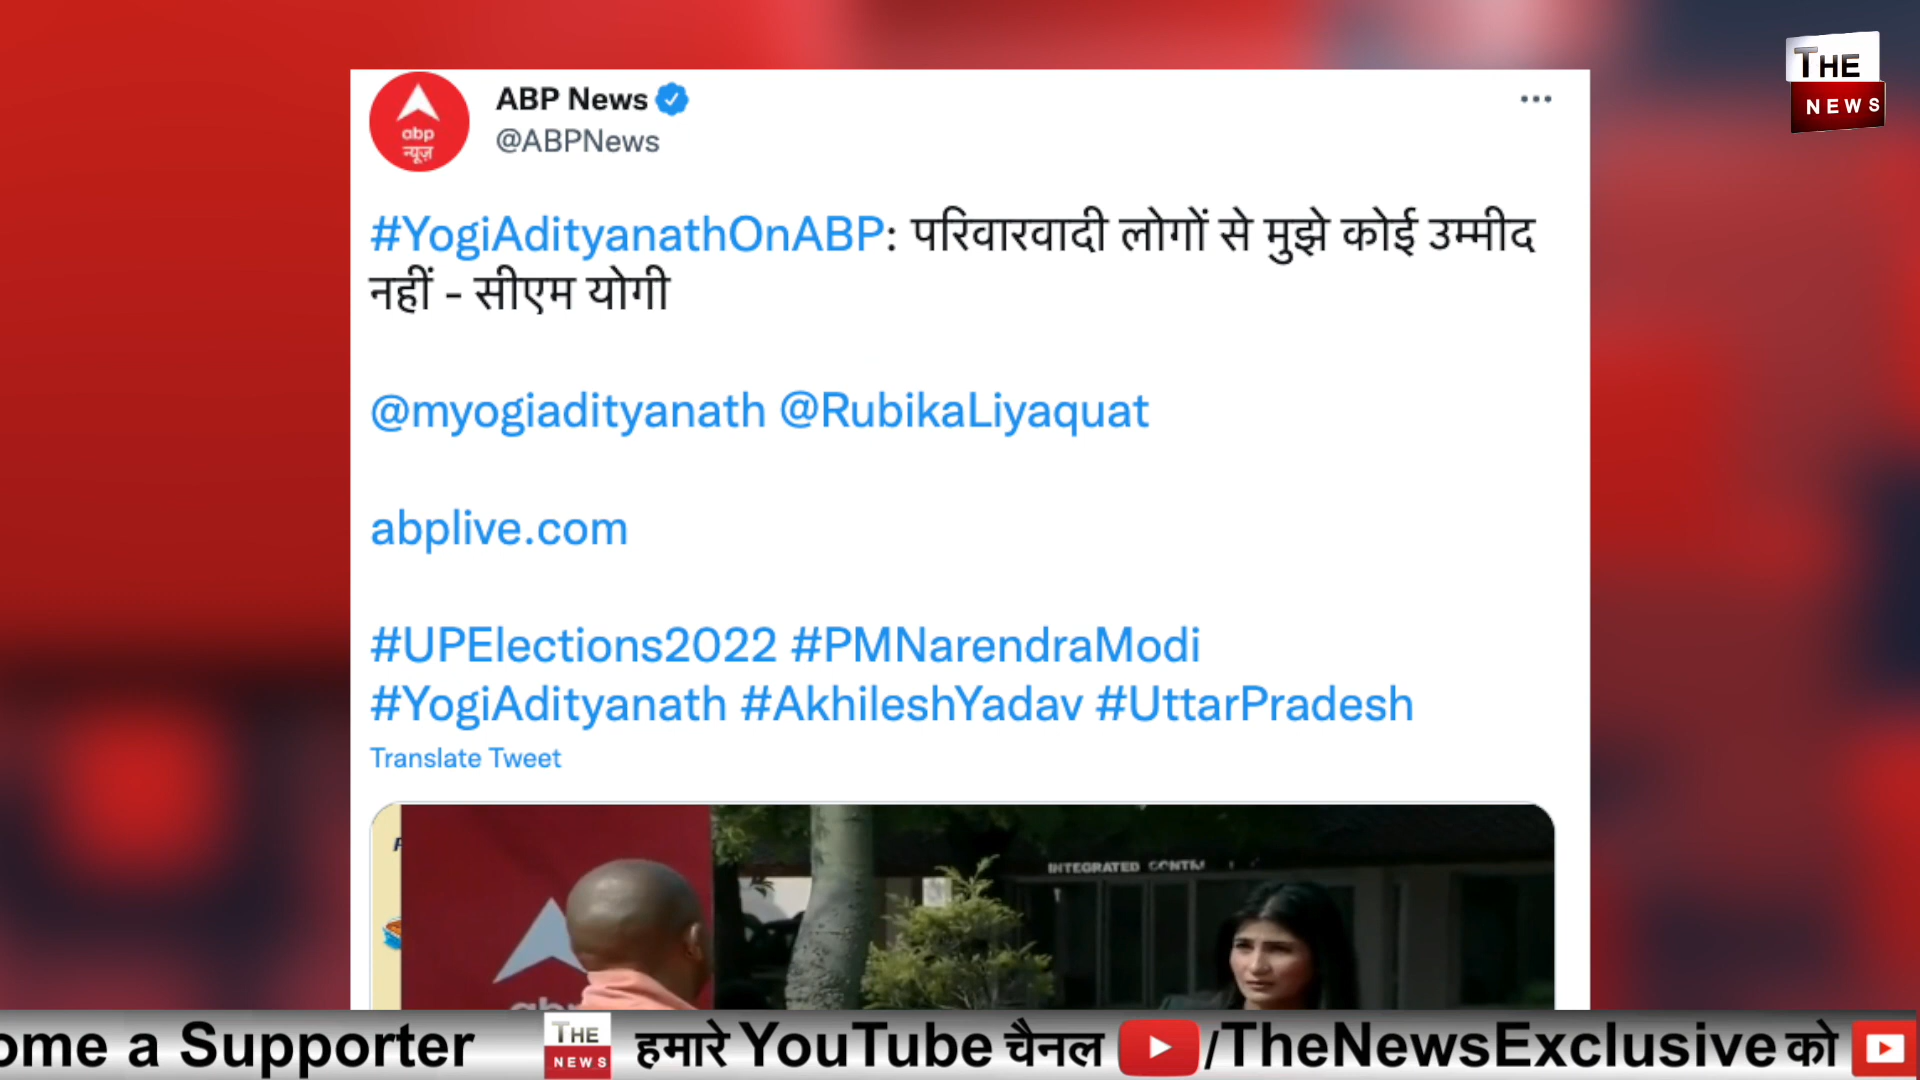 THE
NEWS
ABP News
@ABPNews
abp
न्यूज़
#YogiAdityanathOnABP: परिवारवादी लोगों से मुझे कोई उम्मीद
नहीं - सीएम योगी
@myogiadityanath @RubikaLiyaquat
abplive.com
#UPElections2022 #PMNarendraModi
#YogiAdityanath #AkhileshYadav #UttarPradesh
Translate Tweet
INTEGRATED
abp
ome a Supporter THE NEWS हमारे YouTube चैनल /TheNewsExclusive को